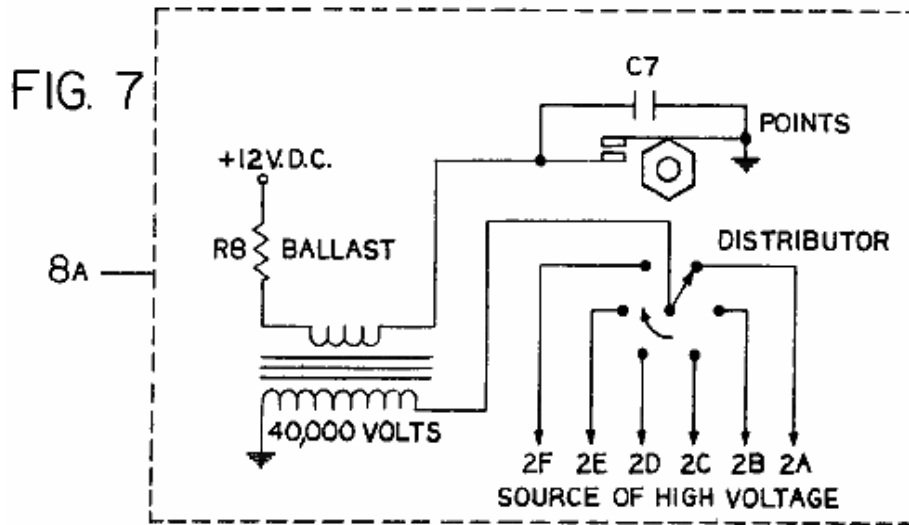 FIG. 7
C7
POINTS
+12V.D.C.
R8 BALLAST
DISTRIBUTOR
8A
40,000 VOLTS
2F 2E 2D 2C 2B 2A
SOURCE OF HIGH VOLTAGE